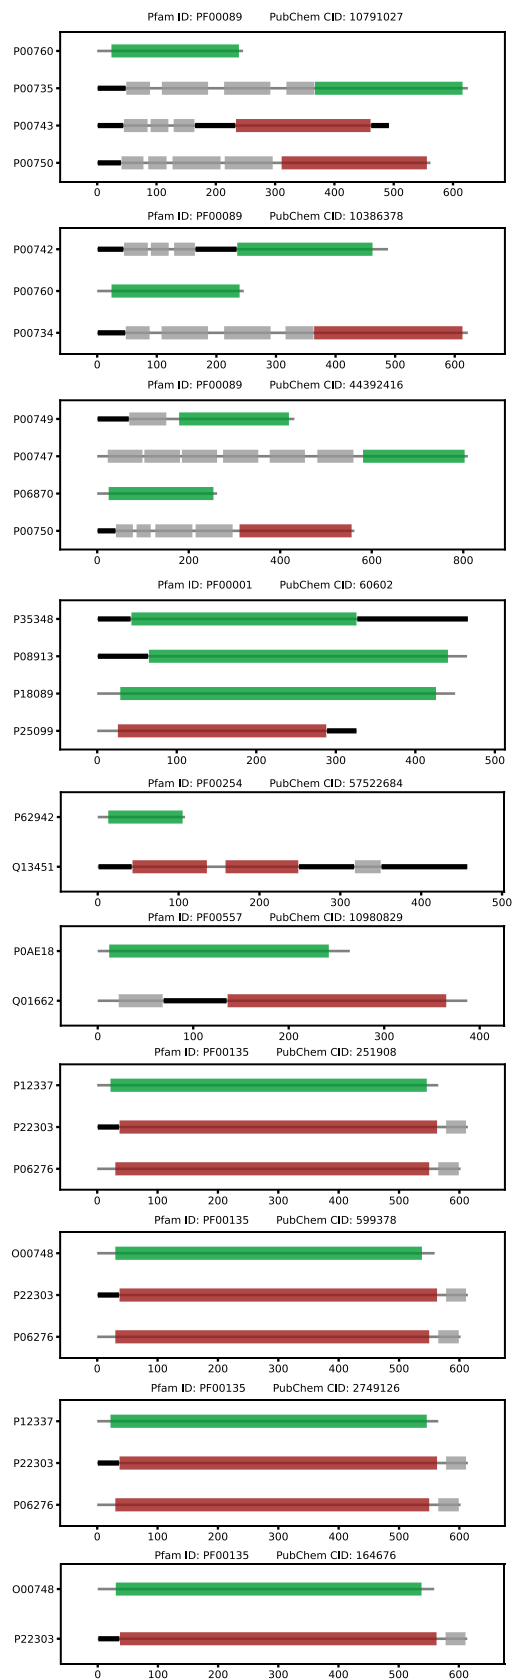 Pfam ID: PF00089 PubChem CID: 10791027
P00760
P00735
P00743
P00750
0 100 200 300 400 500 600
Pfam ID: PF00089 PubChem CID: 10386378
P00742
P00760
P00734
0 100 200 300 400 500 600
Pfam ID: PF00089 PubChem CID: 44392416
P00749
P00747
P06870
P00750
0 200 400 600 800
Pfam ID: PF00001 PubChem CID: 60602
P35348
P08913
P18089
P25099
0 100 200 300 400 500
Pfam ID: PF00254 PubChem CID: 57522684
P62942
Q13451
0 100 200 300 400 500
Pfam ID: PF00557 PubChem CID: 10980829
P0AE18
Q01662
0 100 200 300 400
Pfam ID: PF00135 PubChem CID: 251908
P12337
P22303
P06276
0 100 200 300 400 500 600
Pfam ID: PF00135 PubChem CID: 599378
O00748
P22303
P06276
0 100 200 300 400 500 600
Pfam ID: PF00135 PubChem CID: 2749126
P12337
P22303
P06276
0 100 200 300 400 500 600
Pfam ID: PF00135 PubChem CID: 164676
O00748
P22303
0 100 200 300 400 500 600